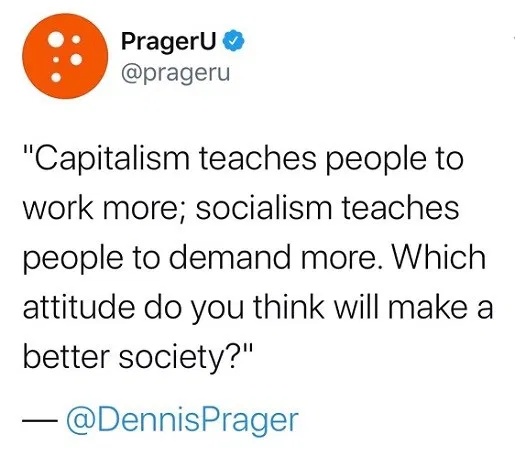 PragerU
@prageru
"Capitalism teaches people to
work more; socialism teaches
people to demand more. Which
attitude do you think will make a
better society?"
— @DennisPrager